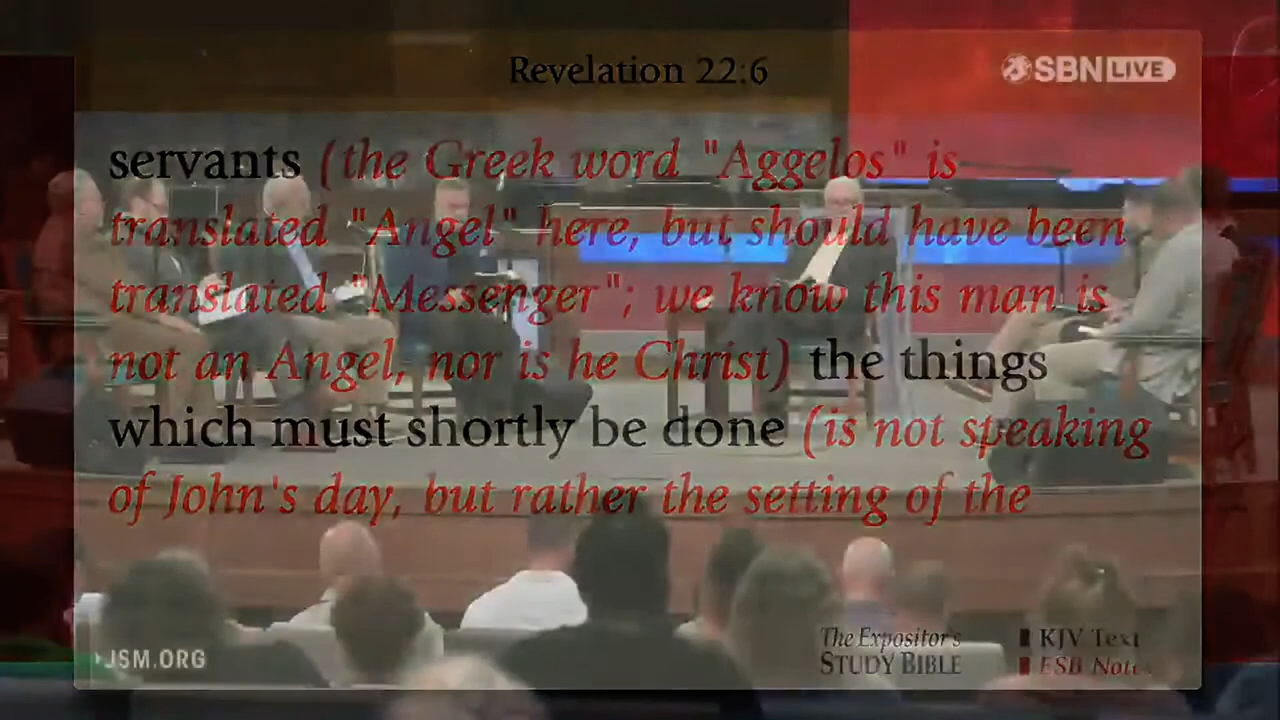 Revelation 22:6
SBN LIVE
servants (the Greek word "Aggelos" is
translated "Angel" here, but should have been
translated "Messenger"; we know this man is
not an Angel, nor is he Christ) the things
which must shortly be done (is not speaking
of John's day, but rather the setting of the
JSM.ORG
The Expositor's
STUDY BIBLE
KJV Text
ESB Notes